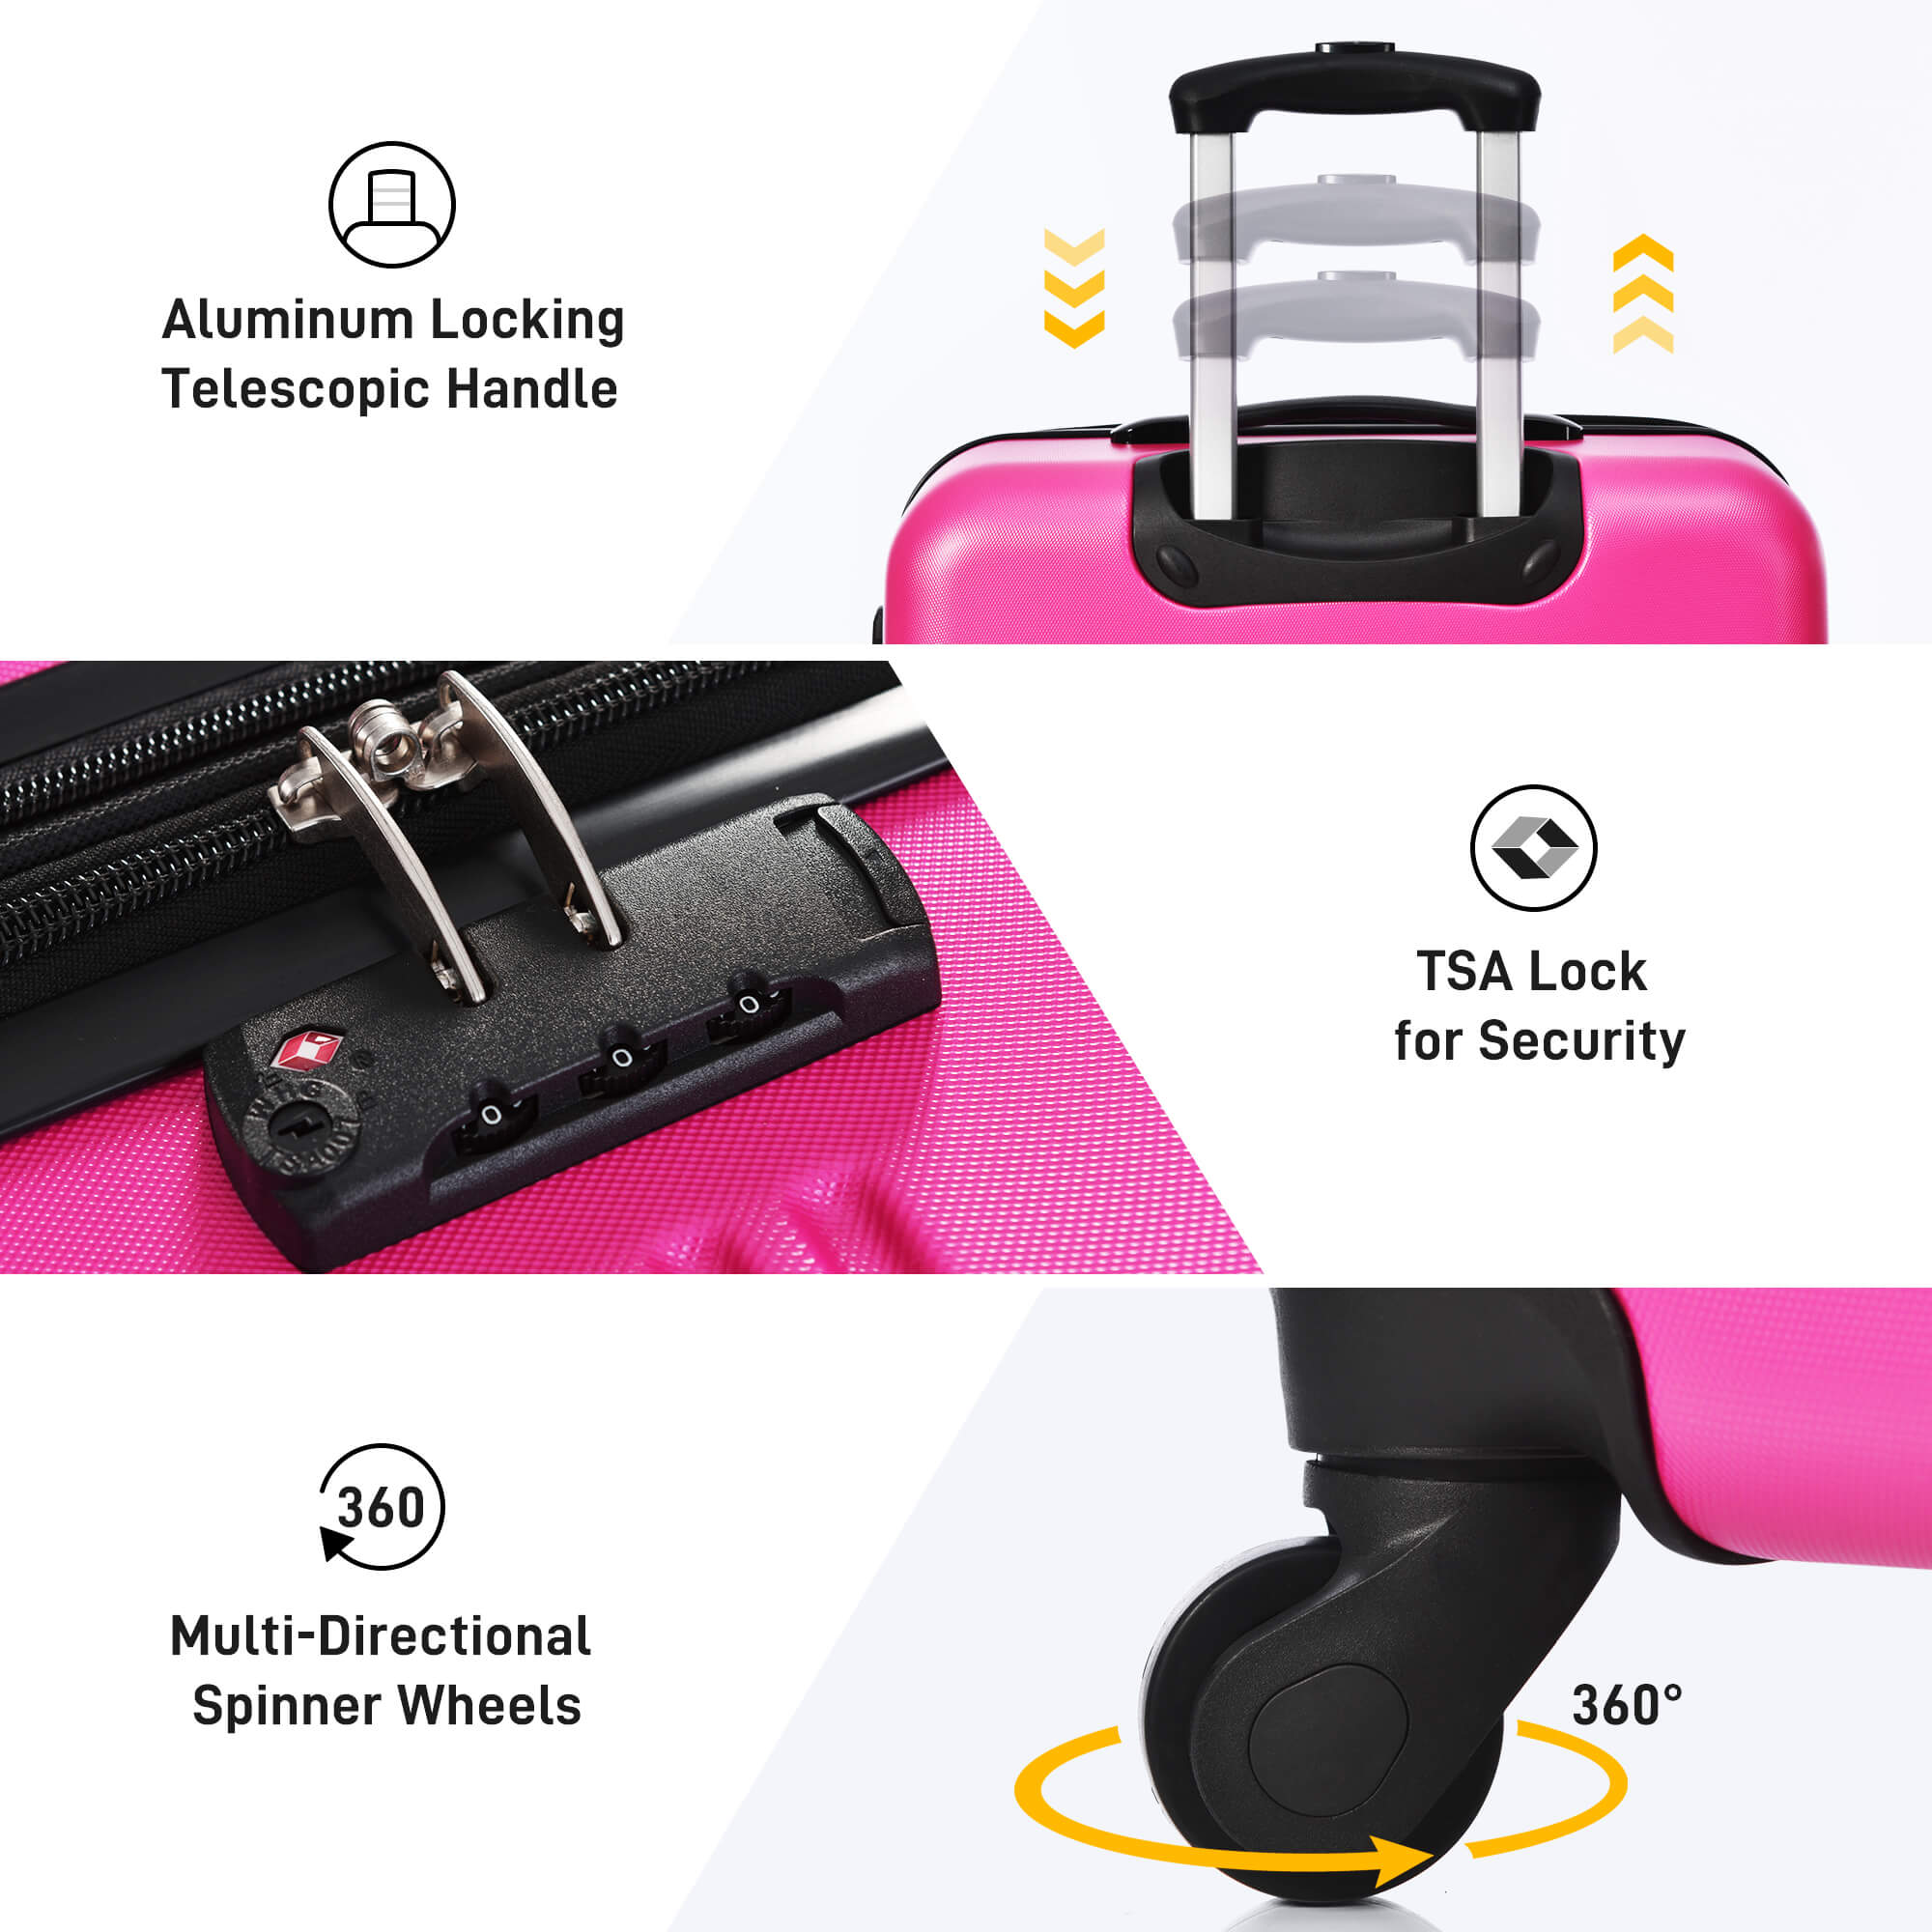 Aluminum Locking
Telescopic Handle
0
0
0
TSA Lock
for Security
360
Multi-Directional
Spinner Wheels
360°